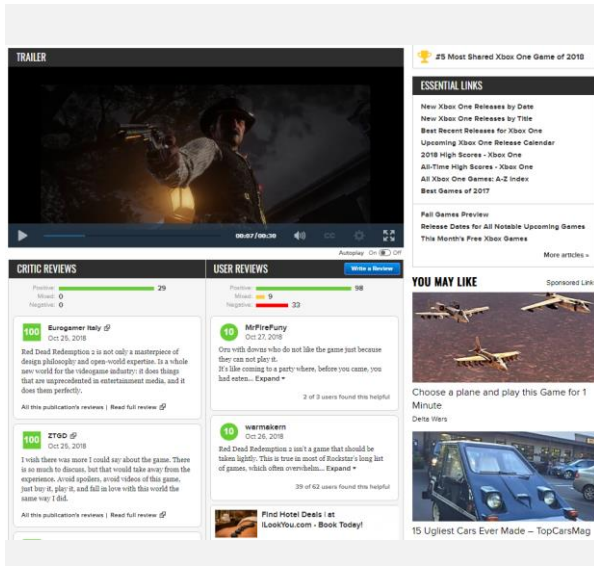 TRAILER
00:07/00:30
CC
Autoplay On Off
CRITIC REVIEWS
Positive: 29
Mixed: 0
Negative: 0
100
Eurogamer Italy
Oct 25, 2018
Red Dead Redemption 2 is not only a masterpiece of
design philosophy and open-world expertise. Is a whole
new world for the videogame industry: it does things
that are unprecedented in entertainment media, and it
does them perfectly.
All this publication's reviews | Read full review
100
ZTGD
Oct 25, 2018
I wish there was more I could say about the game. There
is so much to discuss, but that would take away from the
experience. Avoid spoilers, avoid videos of this game,
just buy it, play it, and fall in love with this world the
same way I did.
All this publication's reviews | Read full review
USER REVIEWS
Write a Review
Positive: 98
Mixed: 9
Negative: 33
10
MrFireFuny
Oct 27, 2018
Oru with downs who do not like the game just because
they can not play it.
It's like coming to a party where, before you came, you
had eaten... Expand
2 of 3 users found this helpful
10
warmakern
Oct 26, 2018
Red Dead Redemption 2 isn't a game that should be
taken lightly. This is true in most of Rockstar's long list
of games, which often overwhelm... Expand
39 of 62 users found this helpful
Find Hotel Deals | at
iLookYou.com - Book Today!
#5 Most Shared Xbox One Game of 2018
ESSENTIAL LINKS
New Xbox One Releases by Date
New Xbox One Releases by Title
Best Recent Releases for Xbox One
Upcoming Xbox One Release Calendar
2018 High Scores - Xbox One
All-Time High Scores - Xbox One
All Xbox One Games: A-Z Index
Best Games of 2017
Fall Games Preview
Release Dates for All Notable Upcoming Games
This Month's Free Xbox Games
More articles »
YOU MAY LIKE
Sponsored Link
Choose a plane and play this Game for 1
Minute
Delta Wars
15 Ugliest Cars Ever Made – TopCarsMag